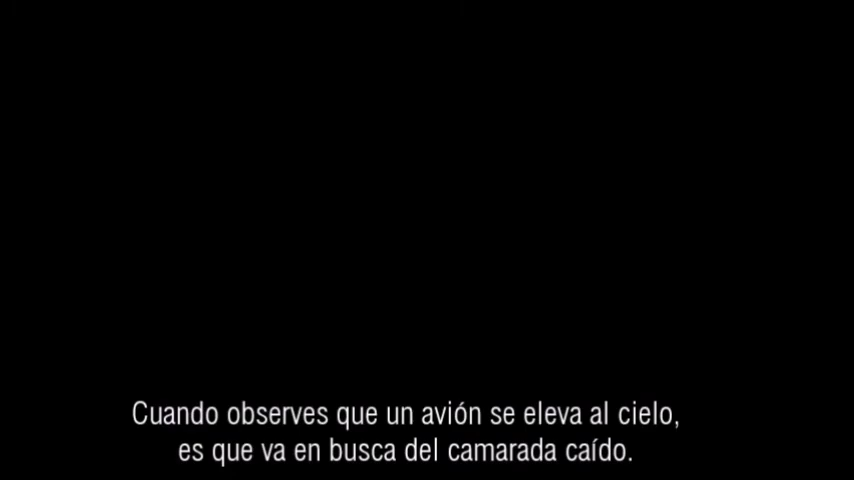 Cuando observes que un avión se eleva al cielo,
es que va en busca del camarada caído.